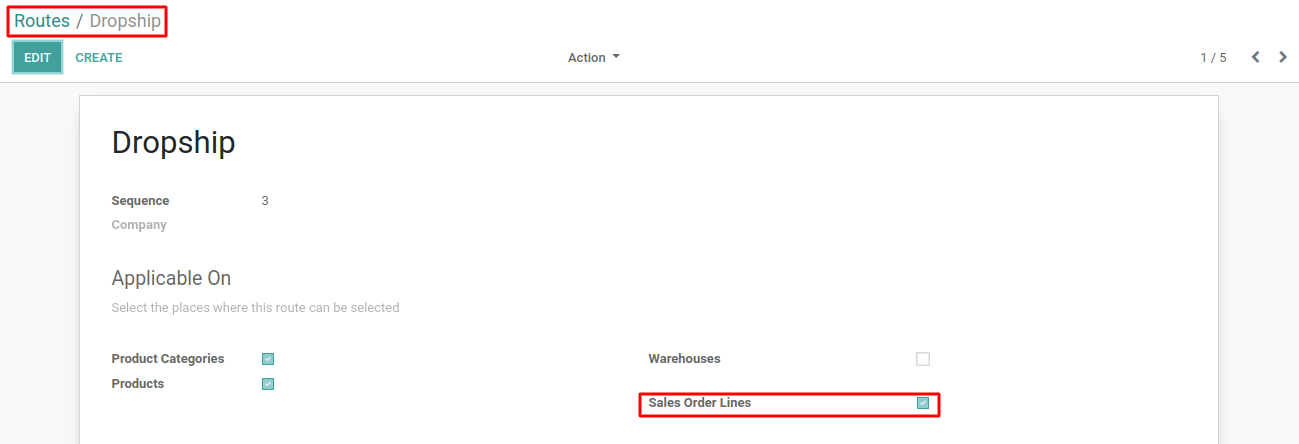 Routes / Dropship
EDIT CREATE Action 1 / 5
Dropship
Sequence 3
Company
Applicable On
Select the places where this route can be selected
Product Categories Warehouses
Products
Sales Order Lines